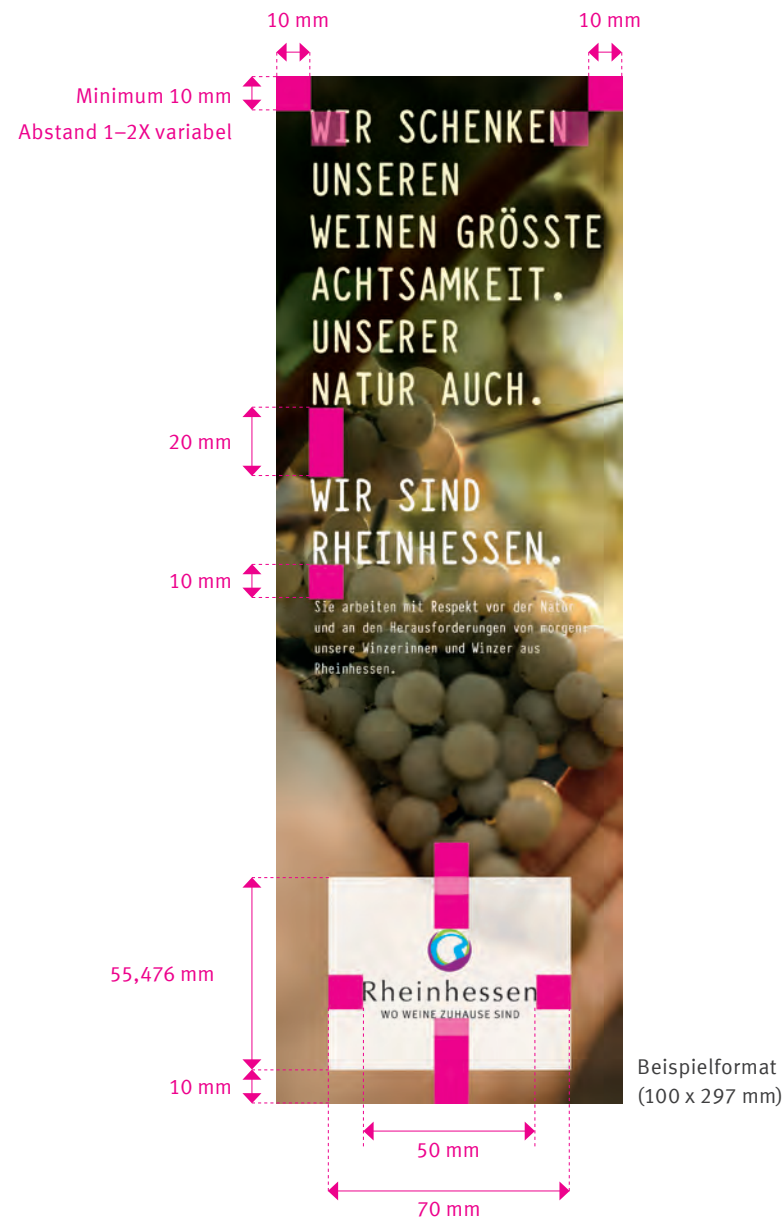 10 mm
10 mm
Minimum 10 mm
Abstand 1–2X variabel
WIR SCHENKEN
UNSEREN
WEINEN GRÖSSTE
ACHTSAMKEIT.
UNSERER
NATUR AUCH.
20 mm
WIR SIND
RHEINHESSEN.
10 mm
Sie arbeiten mit Respekt vor der Natur
und an den Herausforderungen von morgen:
unsere Winzerinnen und Winzer aus
Rheinhessen.
55,476 mm
Rheinhessen
WO WEINE ZUHAUSE SIND
10 mm
Beispielformat
(100 x 297 mm)
50 mm
70 mm